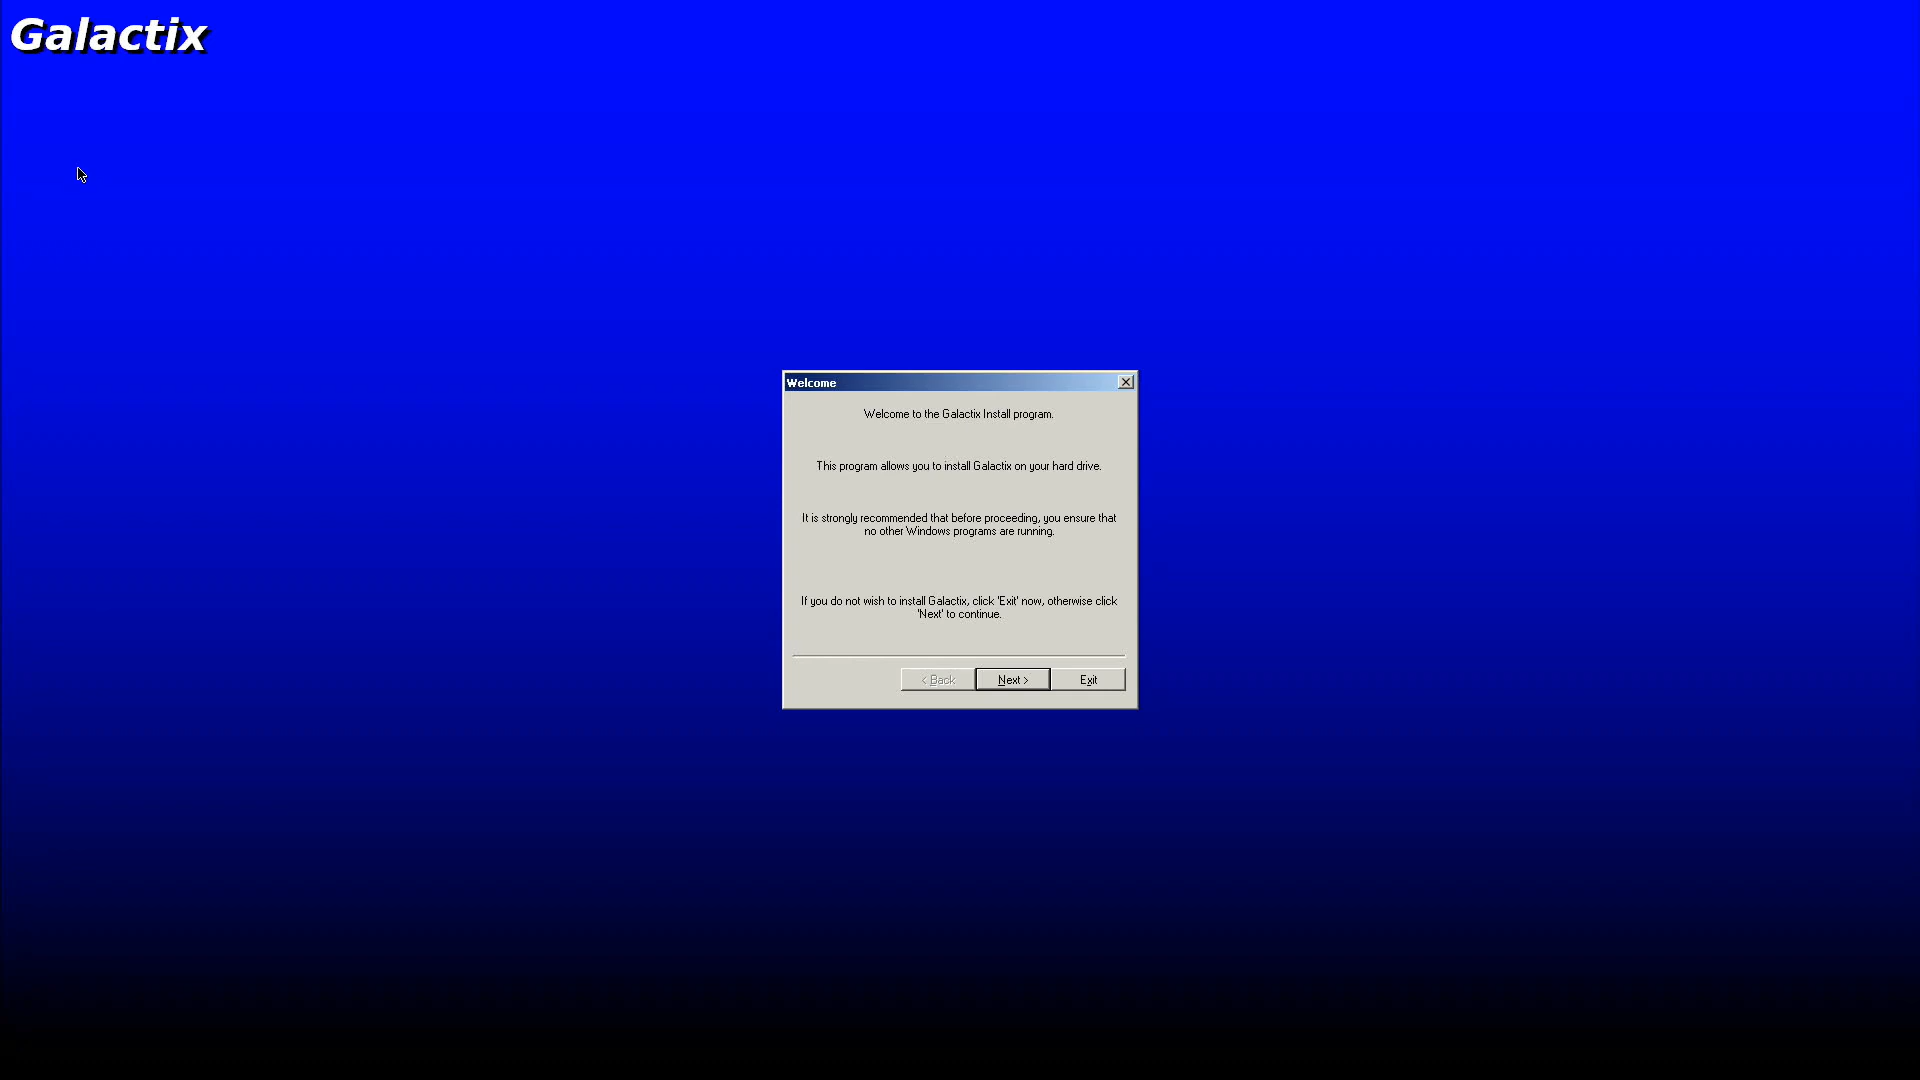 Galactix
Welcome
Welcome to the Galactix Install program.
This program allows you to install Galactix on your hard drive.
It is strongly recommended that before proceeding, you ensure that
no other Windows programs are running.
If you do not wish to install Galactix, click 'Exit' now, otherwise click
'Next' to continue.
< Back
Next >
Exit